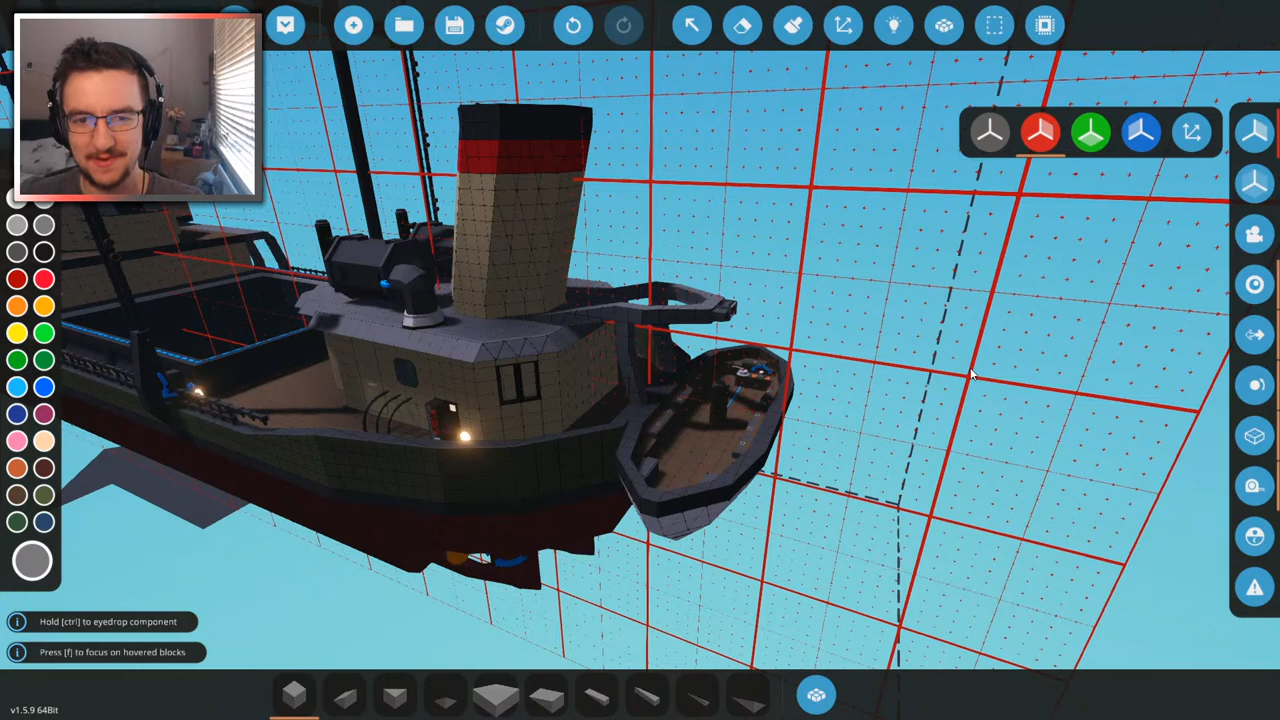 Hold [ctrl] to eyedrop component
Press [f] to focus on hovered blocks
v1.5.9 64Bit